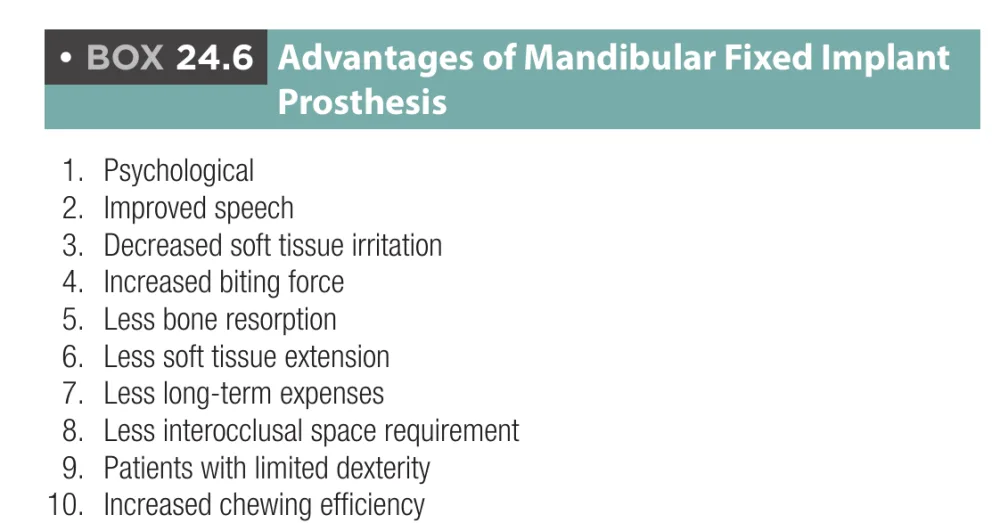 • BOX 24.6 Advantages of Mandibular Fixed Implant
Prosthesis
1. Psychological
2. Improved speech
3. Decreased soft tissue irritation
4. Increased biting force
5. Less bone resorption
6. Less soft tissue extension
7. Less long-term expenses
8. Less interocclusal space requirement
9. Patients with limited dexterity
10. Increased chewing efficiency